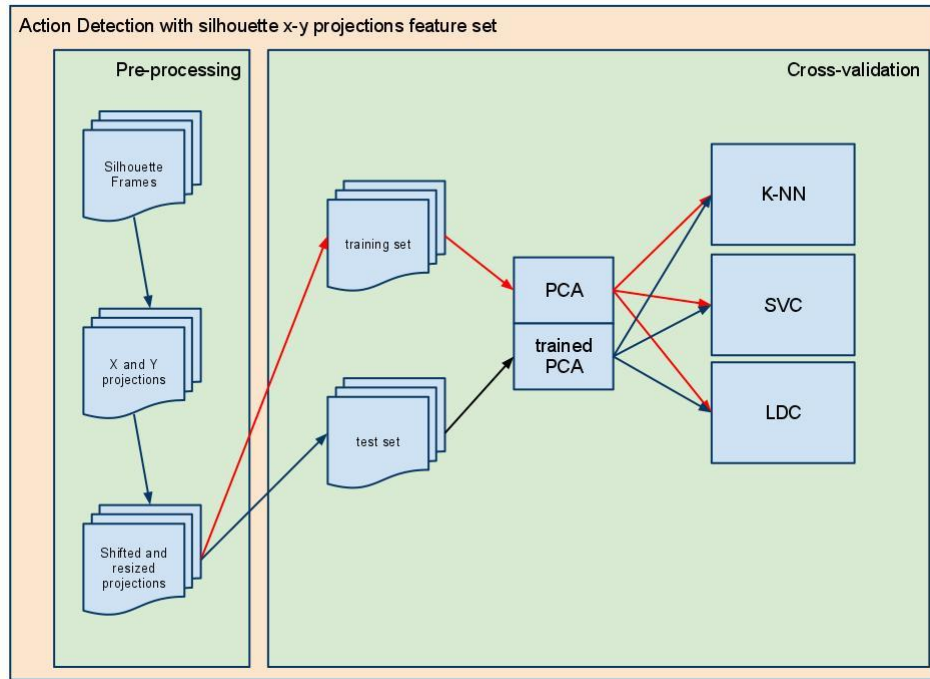 Action Detection with silhouette x-y projections feature set
Pre-processing
Silhouette
Frames
X and Y
projections
Shifted and
resized
projections
Cross-validation
training set
test set
PCA
trained
PCA
K-NN
SVC
LDC